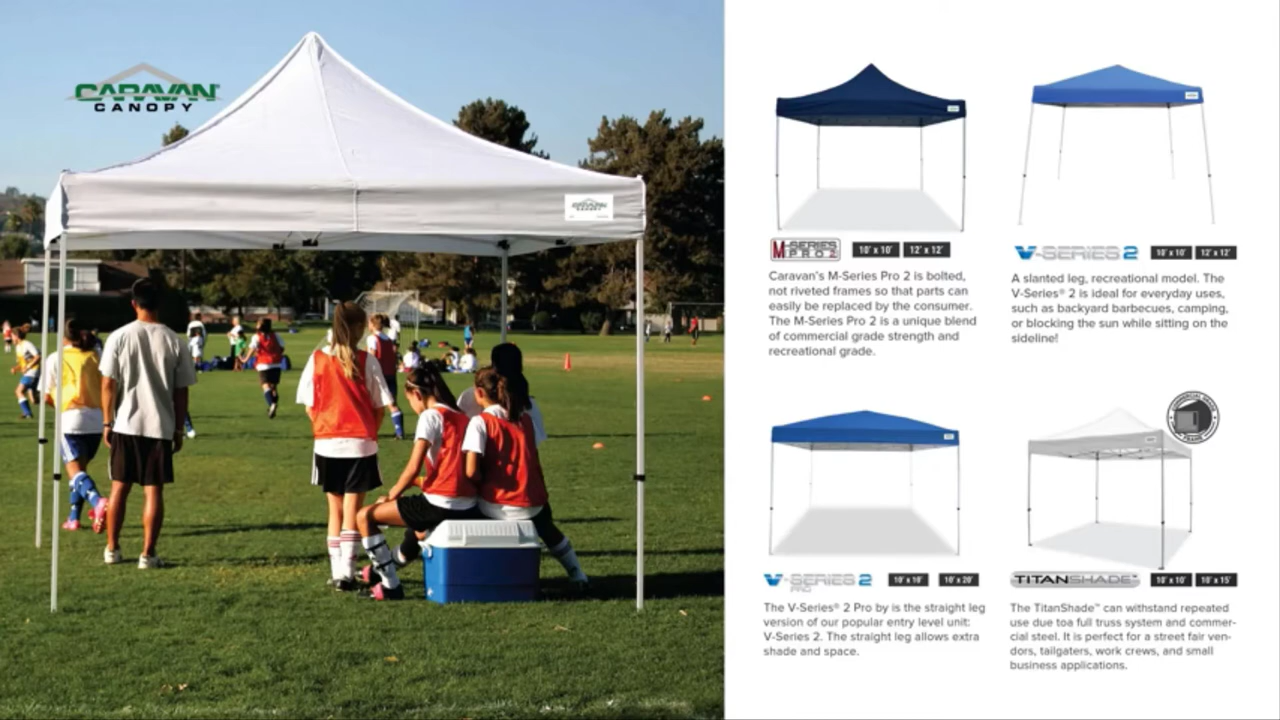 CARAVAN®
CANOPY
CARAVAN
CANOPY
M-SERIES
PRO 2
10' x 10'
12' x 12'
Caravan's M-Series Pro 2 is bolted,
not riveted frames so that parts can
easily be replaced by the consumer.
The M-Series Pro 2 is a unique blend
of commercial grade strength and
recreational grade.
V-SERIES 2
10' x 10'
12' x 12'
A slanted leg, recreational model. The
V-Series® 2 is ideal for everyday uses,
such as backyard barbecues, camping,
or blocking the sun while sitting on the
sideline!
V-SERIES 2
PRO
10' x 10'
10' x 20'
The V-Series® 2 Pro by is the straight leg
version of our popular entry level unit:
V-Series 2. The straight leg allows extra
shade and space.
COMMERCIAL GRADE
FRAME
TITANSHADE™
10' x 10'
10' x 15'
The TitanShade™ can withstand repeated
use due toa full truss system and commer-
cial steel. It is perfect for a street fair ven-
dors, tailgaters, work crews, and small
business applications.